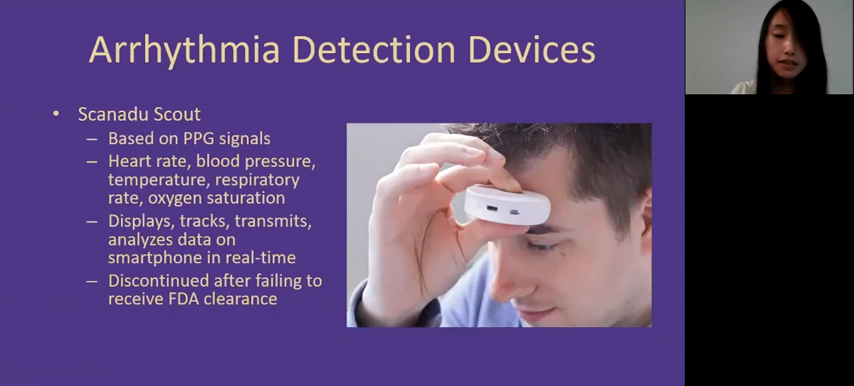 Arrhythmia Detection Devices
• Scanadu Scout
– Based on PPG signals
– Heart rate, blood pressure,
temperature, respiratory
rate, oxygen saturation
– Displays, tracks, transmits,
analyzes data on
smartphone in real-time
– Discontinued after failing to
receive FDA clearance